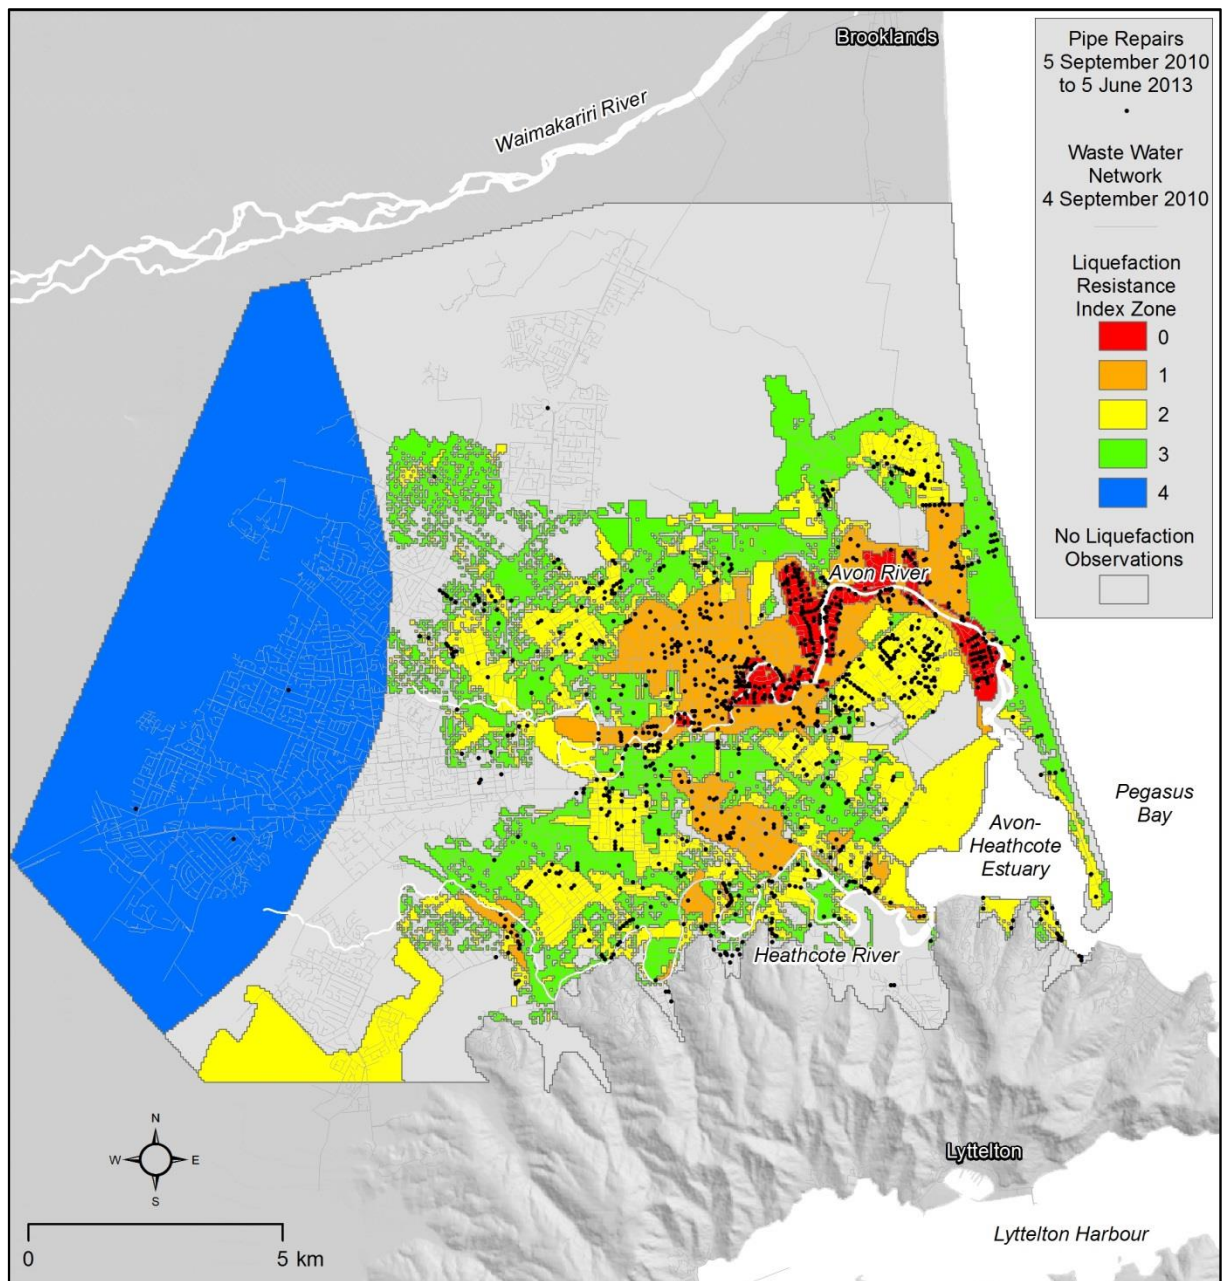 Brooklands
Waimakariri River
Pipe Repairs
5 September 2010
to 5 June 2013
Waste Water
Network
4 September 2010
Liquefaction
Resistance
Index Zone
0
1
2
3
4
No Liquefaction
Observations
Avon River
Pegasus
Bay
Avon-
Heathcote
Estuary
Heathcote River
N
W E
S
Lyttelton
Lyttelton Harbour
0 5 km